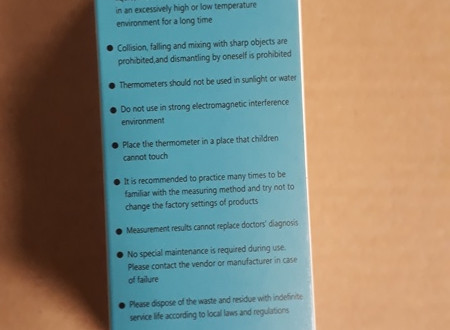 in an excessively high or low temperature
environment for a long time
● Collision, falling and mixing with sharp objects are
prohibited,and dismantling by oneself is prohibited
● Thermometers should not be used in sunlight or water
● Do not use in strong electromagnetic interference
environment
● Place the thermometer in a place that children
cannot touch
● It is recommended to practice many times to be
familiar with the measuring method and try not to
change the factory settings of products
● Measurement results cannot replace doctors' diagnosis
● No special maintenance is required during use.
Please contact the vendor or manufacturer in case
of failure
● Please dispose of the waste and residue with indefinite
service life according to local laws and regulations